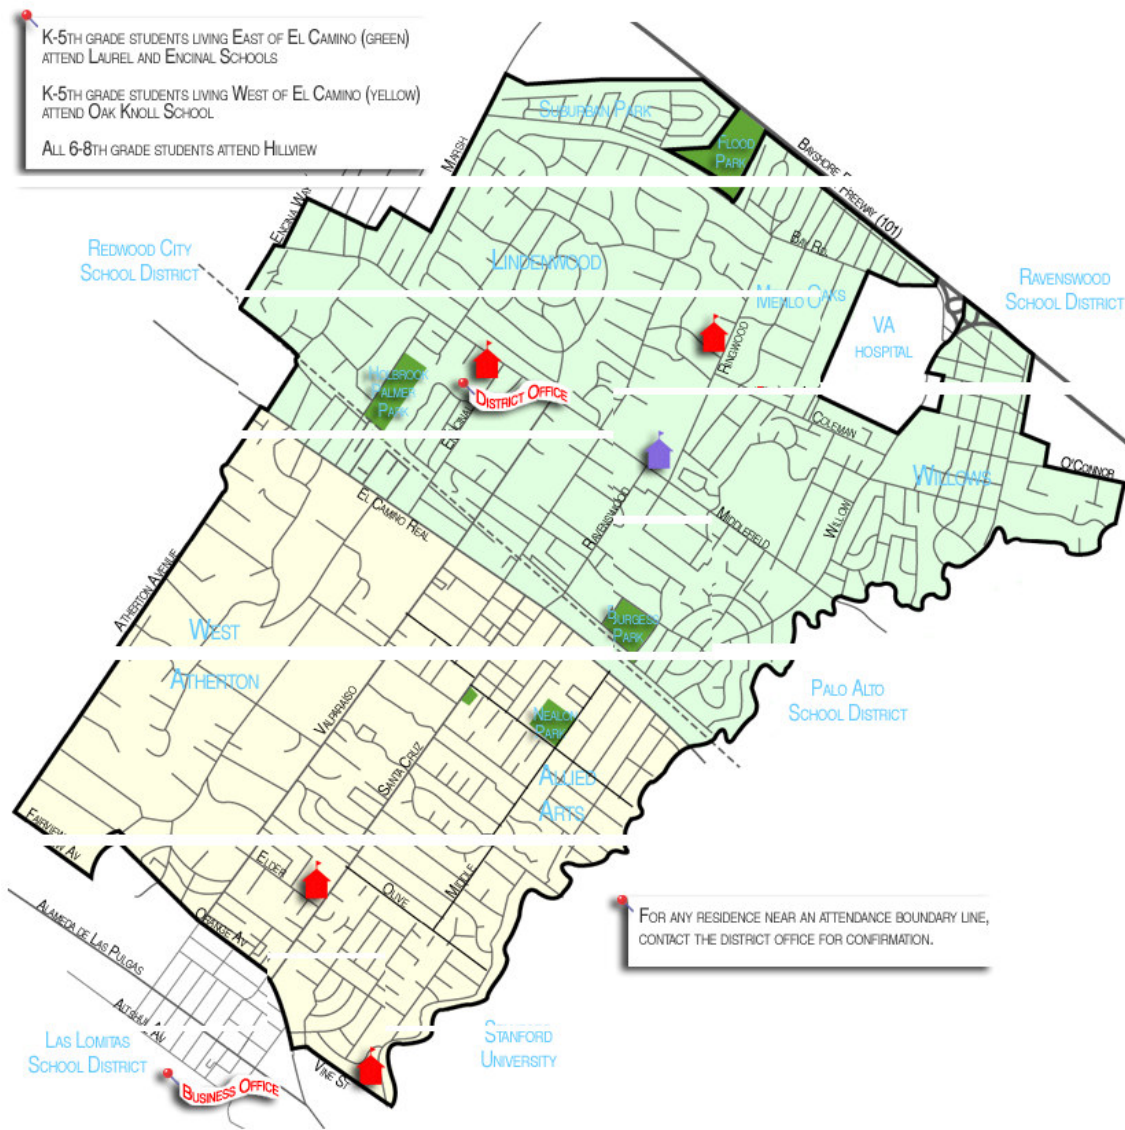 K-5TH GRADE STUDENTS LIVING EAST OF EL CAMINO (GREEN)
ATTEND LAUREL AND ENCINAL SCHOOLS
K-5TH GRADE STUDENTS LIVING WEST OF EL CAMINO (YELLOW)
ATTEND OAK KNOLL SCHOOL
ALL 6-8TH GRADE STUDENTS ATTEND HILLVIEW
SUBURBAN PARK
FLOOD
PARK
MARSH
BAYSHORE
FREEWAY (101)
ENCINA WAY
BAY RD.
REDWOOD CITY
SCHOOL DISTRICT
LINDENWOOD
MENLO OAKS
RAVENSWOOD
SCHOOL DISTRICT
VA
HOSPITAL
RINGWOOD
HOLBROOK
PALMER
PARK
DISTRICT OFFICE
ENCINAL
COLEMAN
WILLOWS
O'CONNOR
EL CAMINO REAL
RAVENSWOOD
MIDDLEFIELD
WILLOW
ATHERTON AVENUE
BURGESS
PARK
WEST
ATHERTON
PALO ALTO
SCHOOL DISTRICT
VALPARAISO
NEALON
PARK
SANTA CRUZ
ALLIED
ARTS
FAIRVIEW AV
ELDER
OLIVE
MIDDLE
ORANGE AV
ALAMEDA DE LAS PULGAS
FOR ANY RESIDENCE NEAR AN ATTENDANCE BOUNDARY LINE,
CONTACT THE DISTRICT OFFICE FOR CONFIRMATION.
ALTSHUL AV
LAS LOMITAS
SCHOOL DISTRICT
STANFORD
UNIVERSITY
VINE ST
BUSINESS OFFICE